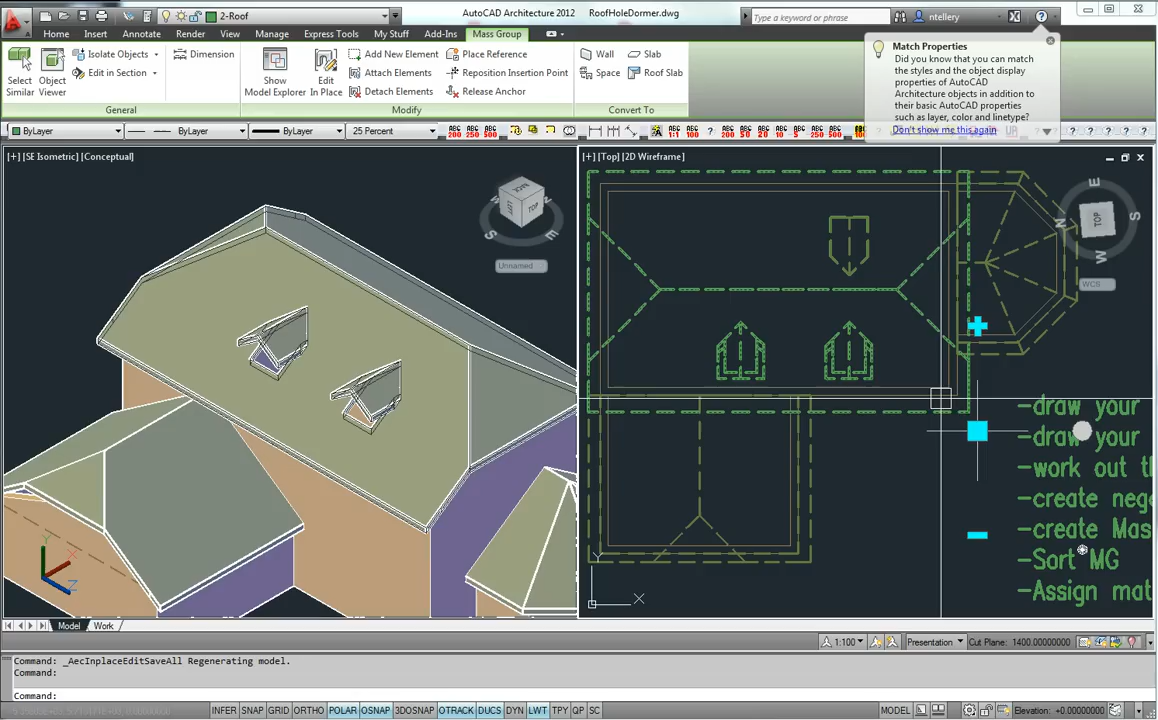 2-Roof
AutoCAD Architecture 2012 RoofHoleDormer.dwg
Type a keyword or phrase
ntellery
Home Insert Annotate Render View Manage Express Tools My Stuff Add-Ins Mass Group
Select Similar
Object Viewer
Isolate Objects
Edit in Section
Dimension
General
Show Model Explorer
Edit In Place
Add New Element
Attach Elements
Detach Elements
Place Reference
Reposition Insertion Point
Release Anchor
Modify
Wall
Slab
Space
Roof Slab
Convert To
Match Properties
Did you know that you can match
the styles and the object display
properties of AutoCAD
Architecture objects in addition to
their basic AutoCAD properties
such as layer, color and linetype?
Don't show me this again
ByLayer
ByLayer
ByLayer
25 Percent
[+] [SE Isometric] [Conceptual]
BACK
LEFT
TOP
S
E
Unnamed
[+] [Top] [2D Wireframe]
E
N
TOP
S
W
WCS
-draw your
-draw your
-work out t
-create neg
-create Mas
-Sort MG
-Assign mat
Y
X
Z
Y
X
Model Work
1:100
Presentation
Cut Plane: 1400.00000000
Command: _AecInplaceEditSaveAll Regenerating model.
Command:
Command:
INFER SNAP GRID ORTHO POLAR OSNAP 3DOSNAP OTRACK DUCS DYN LWT TPY QP SC
MODEL
Elevation: +0.00000000